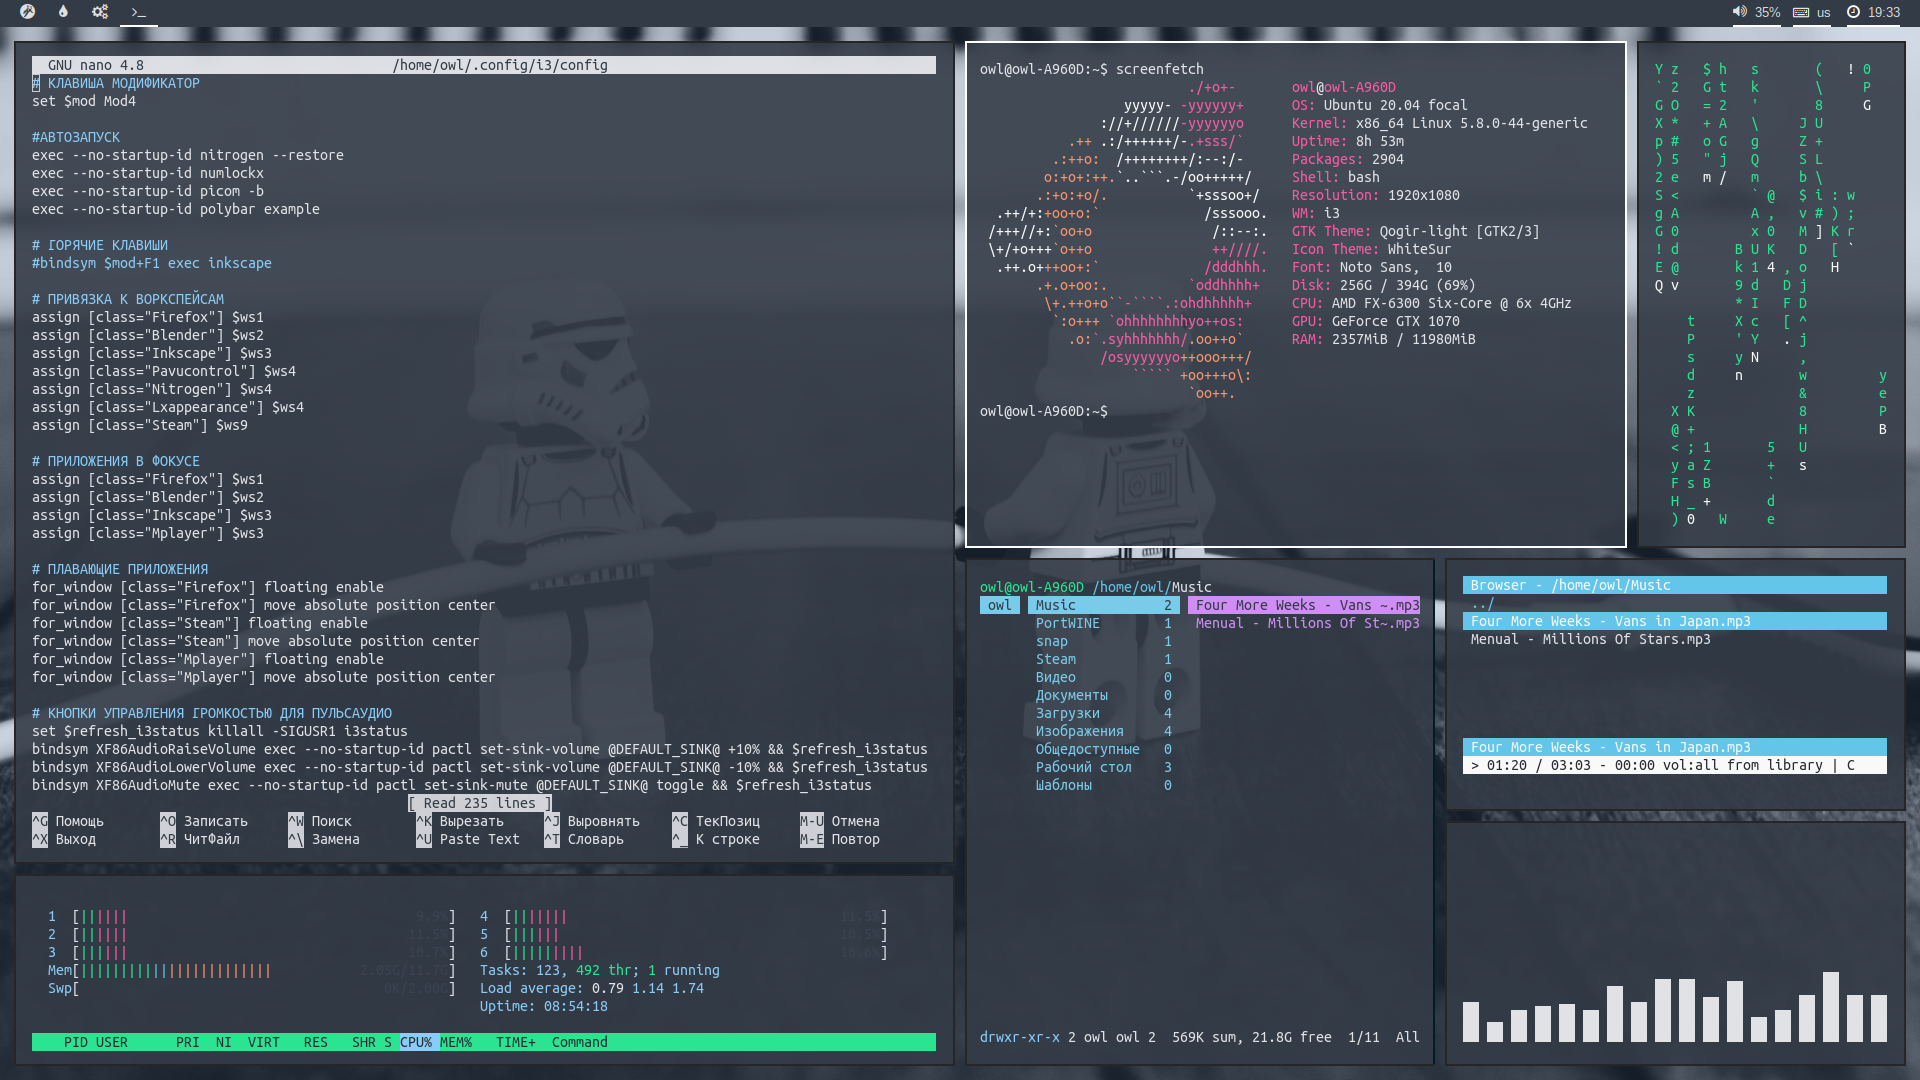 35% us 19:33
GNU nano 4.8 /home/owl/.config/i3/config
# КЛАВИША МОДИФИКАТОР
set $mod Mod4
#АВТОЗАПУСК
exec --no-startup-id nitrogen --restore
exec --no-startup-id numlockx
exec --no-startup-id picom -b
exec --no-startup-id polybar example
# ГОРЯЧИЕ КЛАВИШИ
#bindsym $mod+F1 exec inkscape
# ПРИВЯЗКА К ВОРКСПЕЙСАМ
assign [class="Firefox"] $ws1
assign [class="Blender"] $ws2
assign [class="Inkscape"] $ws3
assign [class="Pavucontrol"] $ws4
assign [class="Nitrogen"] $ws4
assign [class="Lxappearance"] $ws4
assign [class="Steam"] $ws9
# ПРИЛОЖЕНИЯ В ФОКУСЕ
assign [class="Firefox"] $ws1
assign [class="Blender"] $ws2
assign [class="Inkscape"] $ws3
assign [class="Mplayer"] $ws3
# ПЛАВАЮЩИЕ ПРИЛОЖЕНИЯ
for_window [class="Firefox"] floating enable
for_window [class="Firefox"] move absolute position center
for_window [class="Steam"] floating enable
for_window [class="Steam"] move absolute position center
for_window [class="Mplayer"] floating enable
for_window [class="Mplayer"] move absolute position center
# КНОПКИ УПРАВЛЕНИЯ ГРОМКОСТЬЮ ДЛЯ ПУЛЬСАУДИО
set $refresh_i3status killall -SIGUSR1 i3status
bindsym XF86AudioRaiseVolume exec --no-startup-id pactl set-sink-volume @DEFAULT_SINK@ +10% && $refresh_i3status
bindsym XF86AudioLowerVolume exec --no-startup-id pactl set-sink-volume @DEFAULT_SINK@ -10% && $refresh_i3status
bindsym XF86AudioMute exec --no-startup-id pactl set-sink-mute @DEFAULT_SINK@ toggle && $refresh_i3status
[ Read 235 lines ]
^G Помощь ^O Записать ^W Поиск ^K Вырезать ^J Выровнять ^C ТекПозиц M-U Отмена
^X Выход ^R ЧитФайл ^\ Замена ^U Paste Text ^T Словарь ^_ К строке M-E Повтор
owl@owl-A960D:~$ screenfetch
owl@owl-A960D
OS: Ubuntu 20.04 focal
Kernel: x86_64 Linux 5.8.0-44-generic
Uptime: 8h 53m
Packages: 2904
Shell: bash
Resolution: 1920x1080
WM: i3
GTK Theme: Qogir-light [GTK2/3]
Icon Theme: WhiteSur
Font: Noto Sans,  10
Disk: 256G / 394G (69%)
CPU: AMD FX-6300 Six-Core @ 6x 4GHz
GPU: GeForce GTX 1070
RAM: 2357MiB / 11980MiB
owl@owl-A960D:~$
owl@owl-A960D /home/owl/Music
owl Music 2 Four More Weeks - Vans ~.mp3
PortWINE 1 Menual - Millions Of St~.mp3
snap 1
Steam 1
Видео 0
Документы 0
Загрузки 4
Изображения 4
Общедоступные 0
Рабочий стол 3
Шаблоны 0
drwxr-xr-x 2 owl owl 2 569K sum, 21.8G free 1/11 All
Browser - /home/owl/Music
../
Four More Weeks - Vans in Japan.mp3
Menual - Millions Of Stars.mp3
Four More Weeks - Vans in Japan.mp3
> 01:20 / 03:03 - 00:00 vol:all from library | C
1 [ 9.9%] 4 [ 11.5%]
2 [ 11.5%] 5 [ 10.5%]
3 [ 10.7%] 6 [ 10.6%]
Mem[ 2.05G/11.7G] Tasks: 123, 492 thr; 1 running
Swp[ 0K/2.00G] Load average: 0.79 1.14 1.74
Uptime: 08:54:18
PID USER PRI NI VIRT RES SHR S CPU% MEM% TIME+ Command